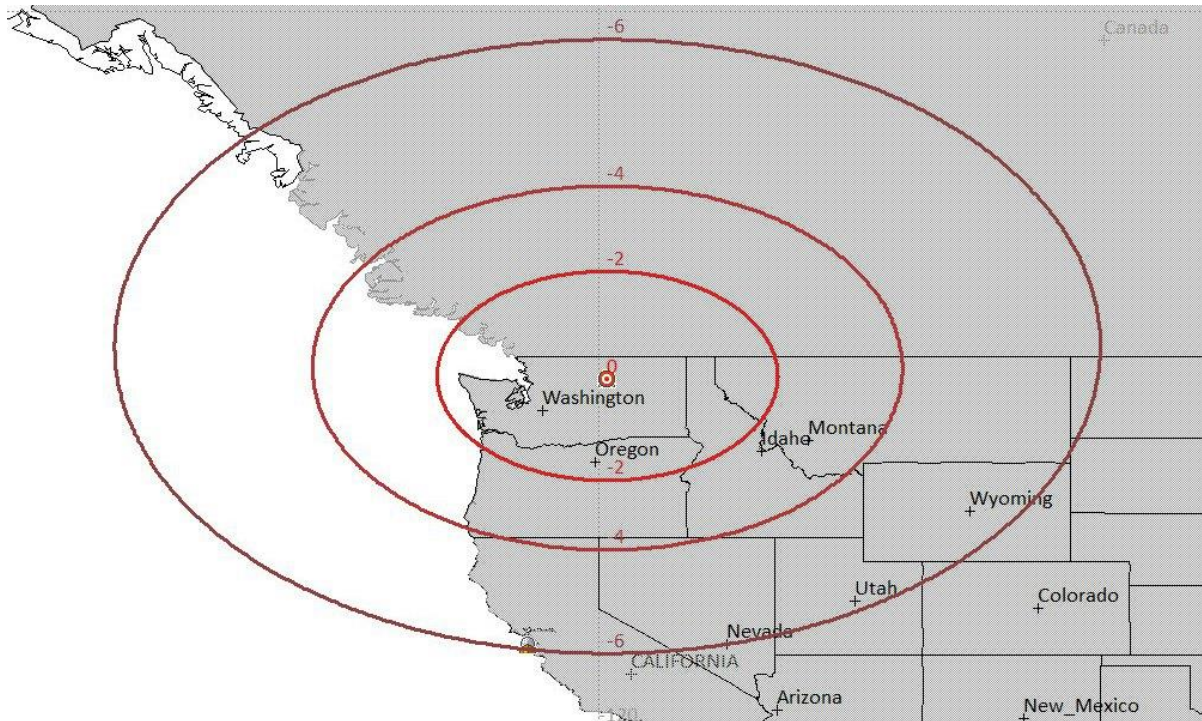 -6
Canada
-4
-2
0
Washington
Montana
Idaho
Oregon
-2
Wyoming
-4
Utah
Colorado
Nevada
-6
CALIFORNIA
Arizona
New_Mexico
-120.